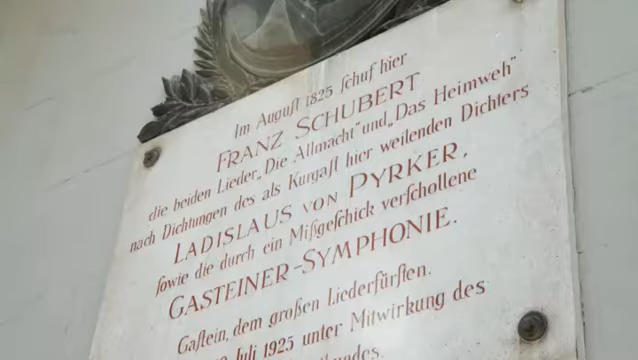 Im Auguſt 1825 ſchuf hier
FRANZ SCHUBERT
die beiden Lieder „Die Allmacht" und „Das Heimweh"
nach Dichtungen des als Kurgaſt hier weilenden Dichters
LADISLAUS VON PYRKER,
ſowie die durch ein Mißgeſchick verſchollene
GASTEINER-SYMPHONIE.
Gaſtein, dem großen Liederfürſten.
Juli 1925 unter Mitwirkung des